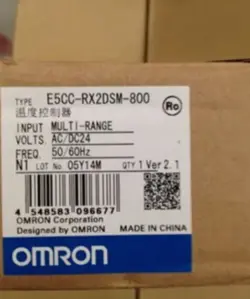 TYPE E5CC-RX2DSM-800
温度控制器
INPUT MULTI-RANGE
VOLTS. AC/DC24
FREQ. 50/60Hz
N1 LOT No. 05Y14M QTY 1 Ver 2.1
4 548583 096677
OMRON Corporation
Designed by OMRON
MADE IN CHINA
OMRON